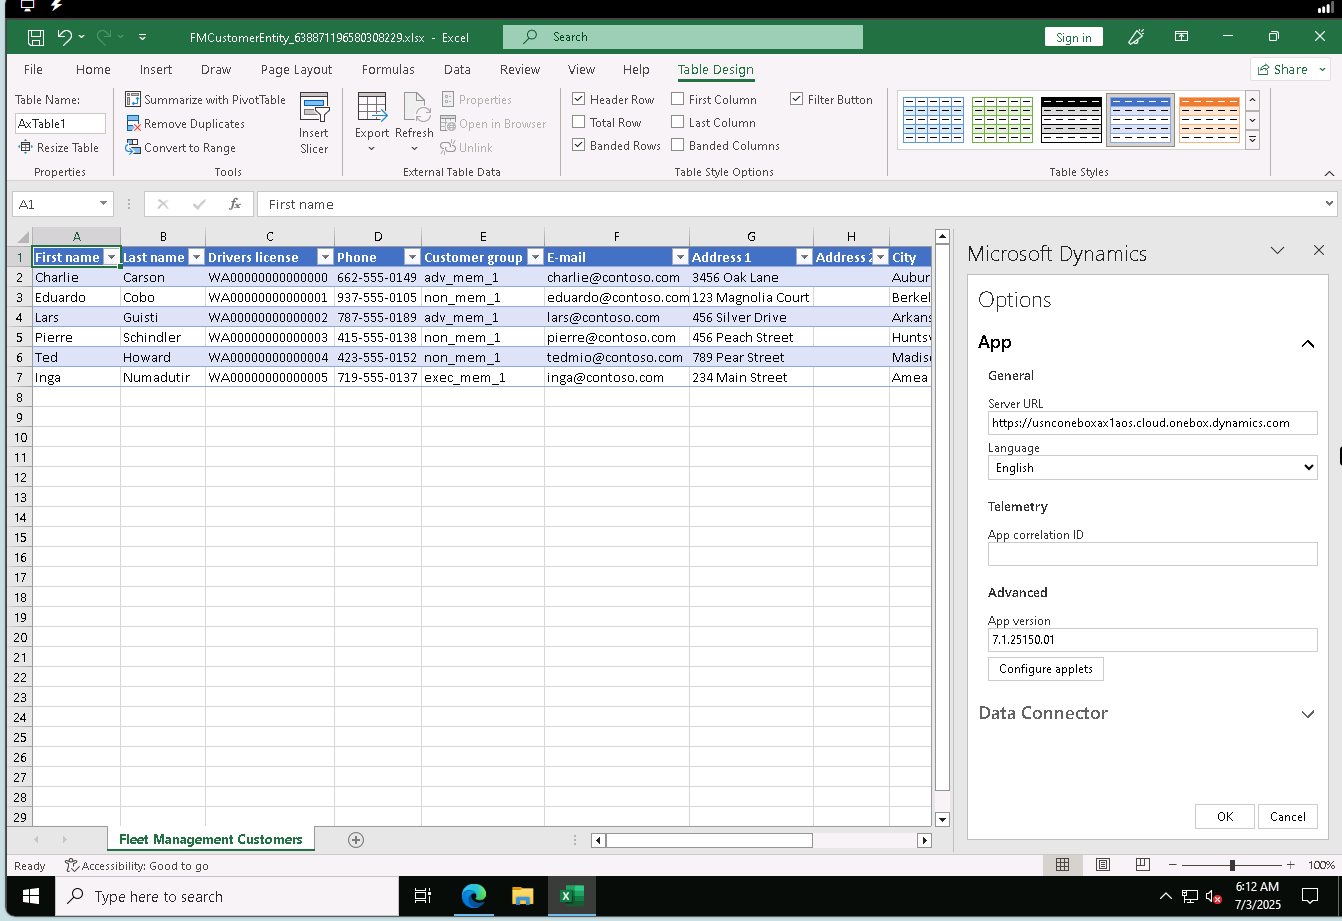 FMCustomerEntity_638871196580308229.xlsx - Excel
Search
Sign in
File Home Insert Draw Page Layout Formulas Data Review View Help Table Design
Share
Table Name:
AxTable1
Resize Table
Properties
Summarize with PivotTable
Remove Duplicates
Convert to Range
Insert
Slicer
Tools
Export
Refresh
Properties
Open in Browser
Unlink
External Table Data
Header Row First Column Filter Button
Total Row Last Column
Banded Rows Banded Columns
Table Style Options
Table Styles
A1 fx First name
A B C D E F G H
1 First name Last name Drivers license Phone Customer group E-mail Address 1 Address 2 City
2 Charlie Carson WA00000000000000 662-555-0149 adv_mem_1 charlie@contoso.com 3456 Oak Lane Aubur
3 Eduardo Cobo WA00000000000001 937-555-0105 non_mem_1 eduardo@contoso.com 123 Magnolia Court Berkel
4 Lars Guisti WA00000000000002 787-555-0189 adv_mem_1 lars@contoso.com 456 Silver Drive Arkans
5 Pierre Schindler WA00000000000003 415-555-0138 non_mem_1 pierre@contoso.com 456 Peach Street Huntsv
6 Ted Howard WA00000000000004 423-555-0152 non_mem_1 tedmio@contoso.com 789 Pear Street Madiso
7 Inga Numadutir WA00000000000005 719-555-0137 exec_mem_1 inga@contoso.com 234 Main Street Amea
8
9
10
11
12
13
14
15
16
17
18
19
20
21
22
23
24
25
26
27
28
29
Microsoft Dynamics
Options
App
General
Server URL
https://usnconeboxax1aos.cloud.onebox.dynamics.com
Language
English
Telemetry
App correlation ID
Advanced
App version
7.1.25150.01
Configure applets
Data Connector
OK Cancel
Fleet Management Customers
Ready Accessibility: Good to go
100%
Type here to search
6:12 AM
7/3/2025